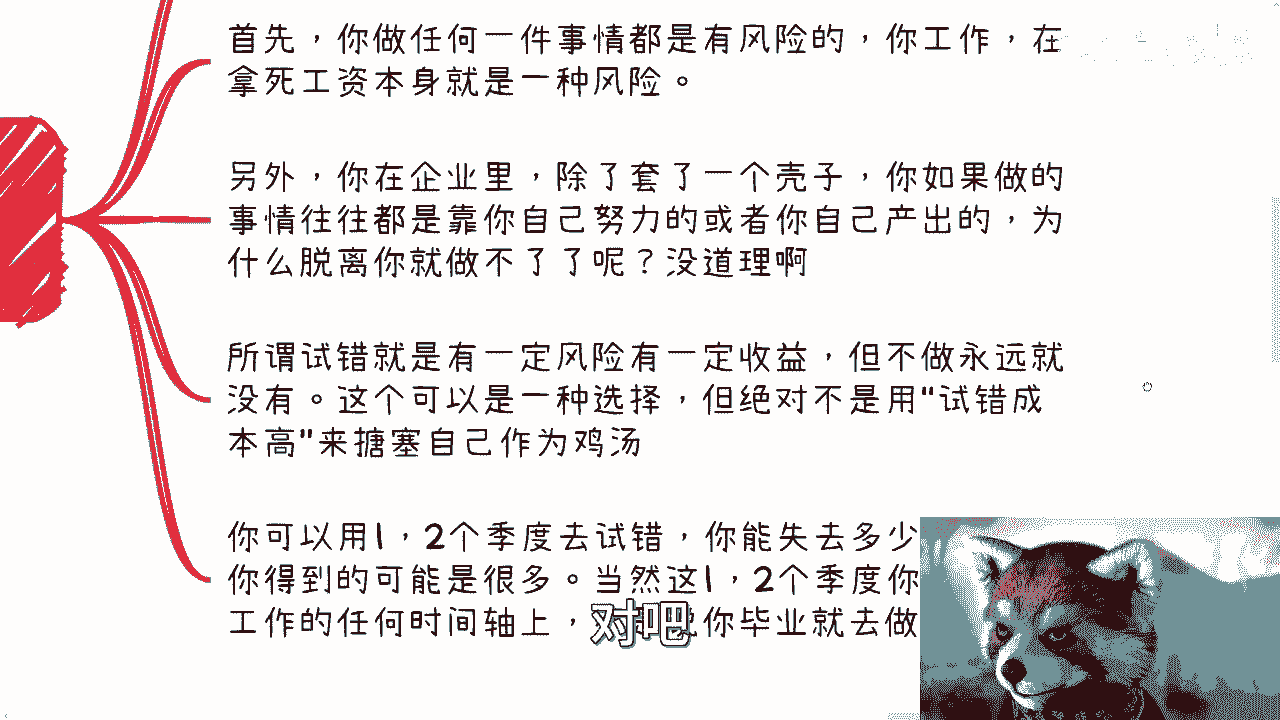 首先，你做任何一件事情都是有风险的，你工作，在
拿死工资本身就是一种风险。
另外，你在企业里，除了套了一个壳子，你如果做的
事情往往都是靠你自己努力的或者你自己产出的，为
什么脱离你就做不了了呢？没道理啊
所谓试错就是有一定风险有一定收益，但不做永远就
没有。这个可以是一种选择，但绝对不是用"试错成
本高"来搪塞自己作为鸡汤
你可以用1，2个季度去试错，你能失去多少
你得到的可能是很多。当然这1，2个季度你
工作的任何时间轴上，你毕业就去做
对吧